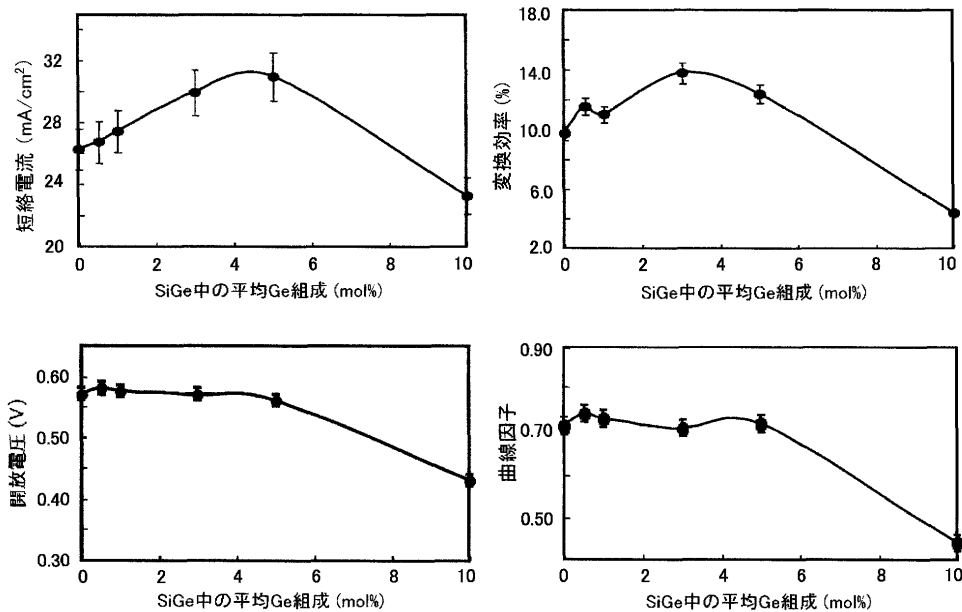 短絡電流 (mA/cm²)
32
28
24
20
0 2 4 6 8 10
SiGe中の平均Ge組成 (mol%)
変換効率 (%)
18.0
14.0
10.0
6.0
2.0
0 2 4 6 8 10
SiGe中の平均Ge組成 (mol%)
開放電圧 (V)
0.60
0.50
0.40
0.30
0 2 4 6 8 10
SiGe中の平均Ge組成 (mol%)
曲線因子
0.90
0.70
0.50
0 2 4 6 8 10
SiGe中の平均Ge組成 (mol%)